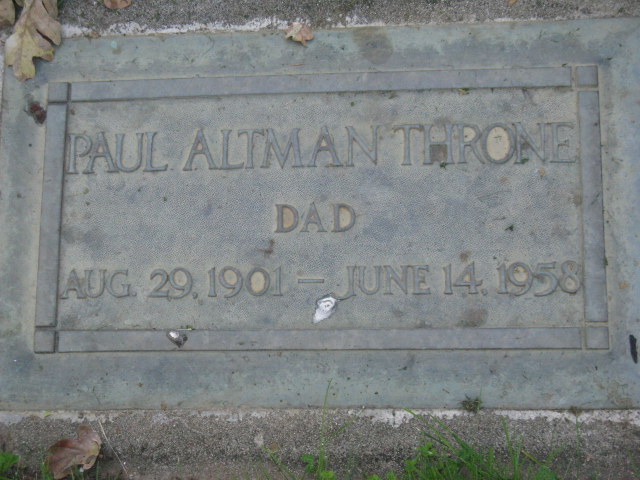 PAUL ALTMAN THRONE
DAD
AUG. 29. 1901 — JUNE 14. 1958